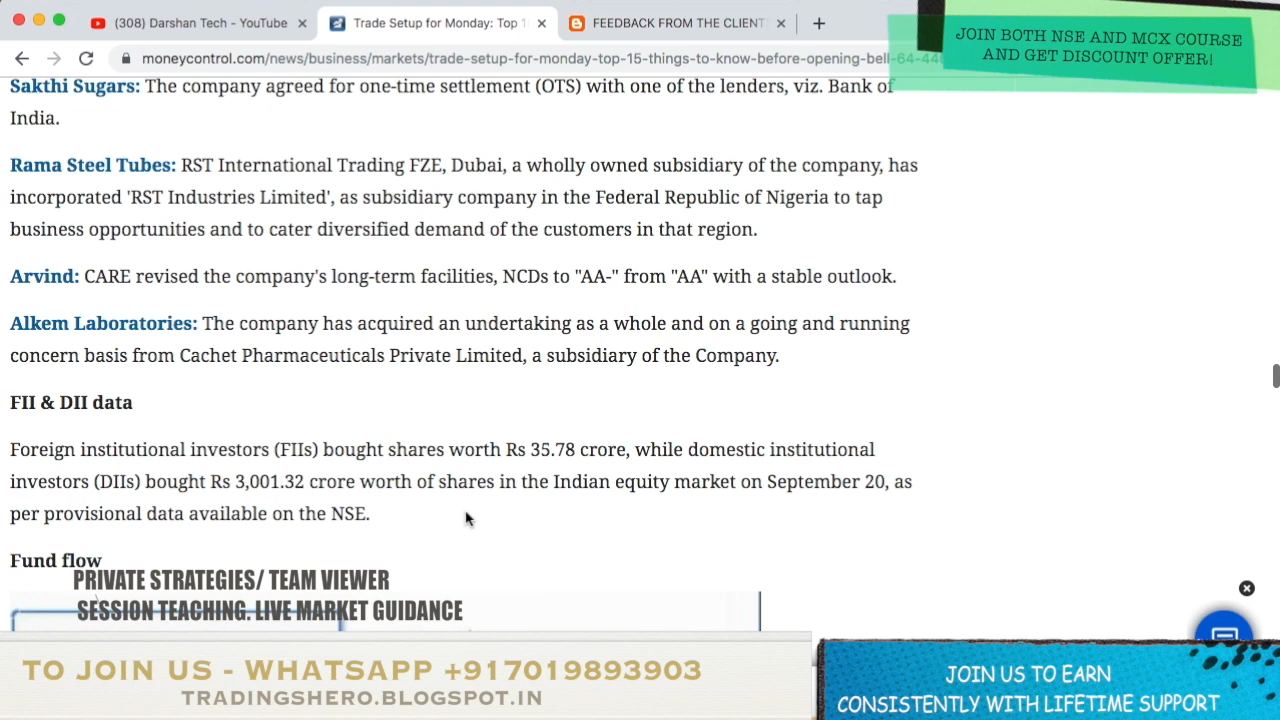 (308) Darshan Tech - YouTube
Trade Setup for Monday: Top 1
FEEDBACK FROM THE CLIENT
moneycontrol.com/news/business/markets/trade-setup-for-monday-top-15-things-to-know-before-opening-bell-64-44
JOIN BOTH NSE AND MCX COURSE
AND GET DISCOUNT OFFER!
Sakthi Sugars: The company agreed for one-time settlement (OTS) with one of the lenders, viz. Bank of
India.
Rama Steel Tubes: RST International Trading FZE, Dubai, a wholly owned subsidiary of the company, has
incorporated 'RST Industries Limited', as subsidiary company in the Federal Republic of Nigeria to tap
business opportunities and to cater diversified demand of the customers in that region.
Arvind: CARE revised the company's long-term facilities, NCDs to "AA-" from "AA" with a stable outlook.
Alkem Laboratories: The company has acquired an undertaking as a whole and on a going and running
concern basis from Cachet Pharmaceuticals Private Limited, a subsidiary of the Company.
FII & DII data
Foreign institutional investors (FIIs) bought shares worth Rs 35.78 crore, while domestic institutional
investors (DIIs) bought Rs 3,001.32 crore worth of shares in the Indian equity market on September 20, as
per provisional data available on the NSE.
Fund flow
PRIVATE STRATEGIES/ TEAM VIEWER
SESSION TEACHING. LIVE MARKET GUIDANCE
TO JOIN US - WHATSAPP +917019893903
TRADINGSHERO.BLOGSPOT.IN
JOIN US TO EARN
CONSISTENTLY WITH LIFETIME SUPPORT